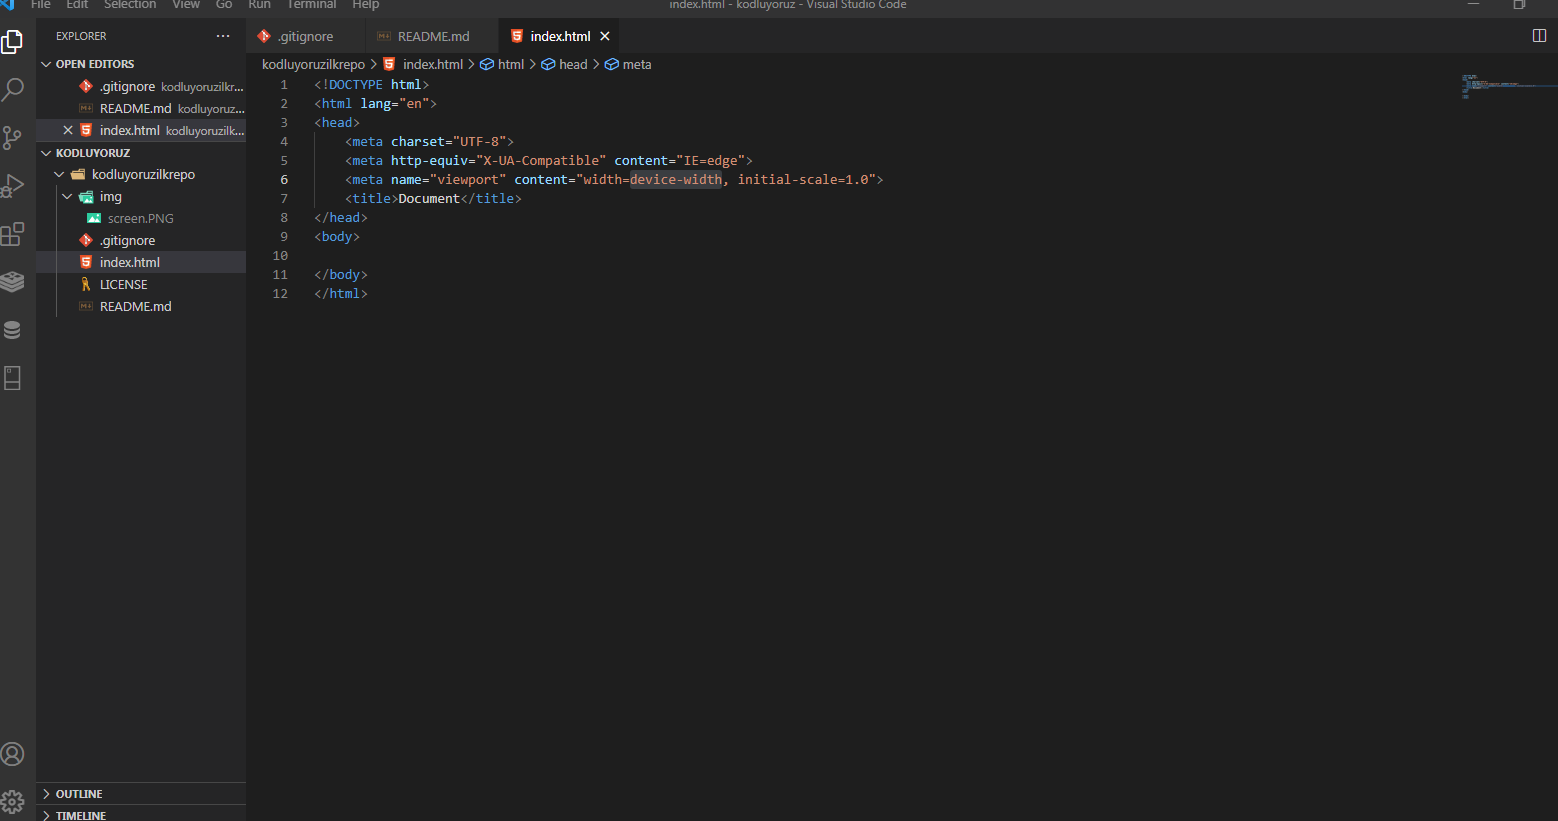 File Edit Selection View Go Run Terminal Help index.html - kodluyoruz - Visual Studio Code
EXPLORER ...
OPEN EDITORS
.gitignore kodluyoruzilkr...
README.md kodluyoruz...
index.html kodluyoruzilk...
KODLUYORUZ
kodluyoruzilkrepo
img
screen.PNG
.gitignore
index.html
LICENSE
README.md
OUTLINE
TIMELINE
.gitignore README.md index.html
kodluyoruzilkrepo > index.html > html > head > meta
1 <!DOCTYPE html>
2 <html lang="en">
3 <head>
4 <meta charset="UTF-8">
5 <meta http-equiv="X-UA-Compatible" content="IE=edge">
6 <meta name="viewport" content="width=device-width, initial-scale=1.0">
7 <title>Document</title>
8 </head>
9 <body>
10
11 </body>
12 </html>